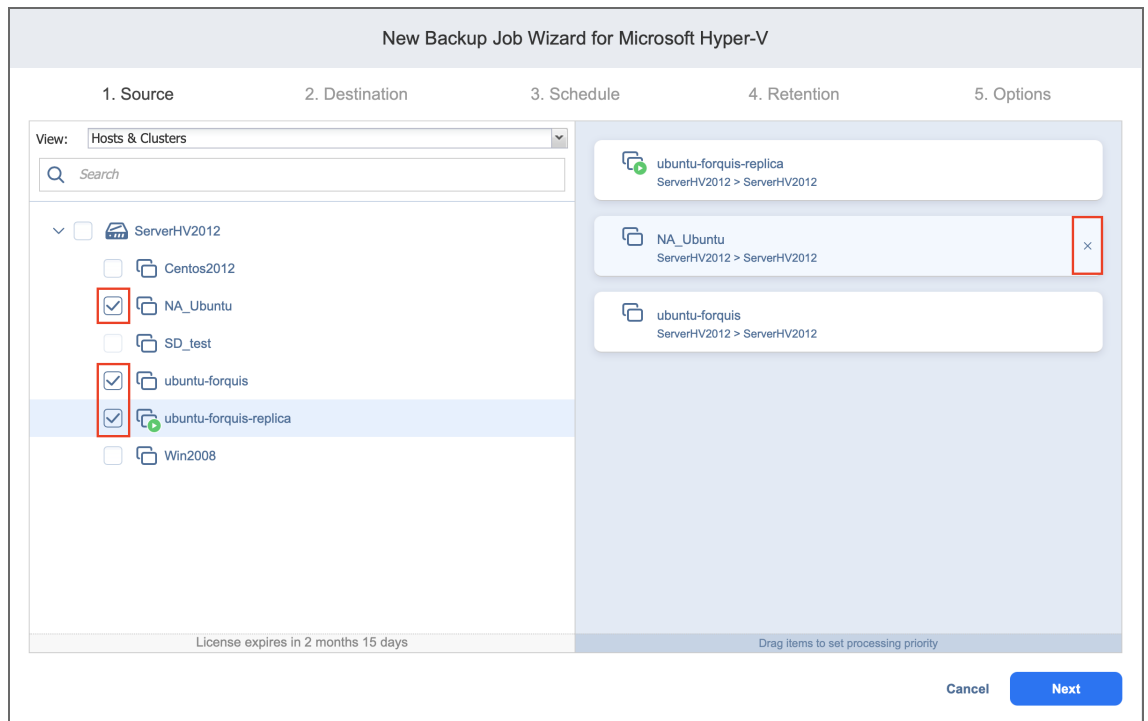 New Backup Job Wizard for Microsoft Hyper-V
1. Source 2. Destination 3. Schedule 4. Retention 5. Options
View: Hosts & Clusters
Search
ServerHV2012
Centos2012
NA_Ubuntu
SD_test
ubuntu-forquis
ubuntu-forquis-replica
Win2008
License expires in 2 months 15 days
ubuntu-forquis-replica
ServerHV2012 > ServerHV2012
NA_Ubuntu
ServerHV2012 > ServerHV2012
ubuntu-forquis
ServerHV2012 > ServerHV2012
Drag items to set processing priority
Cancel Next